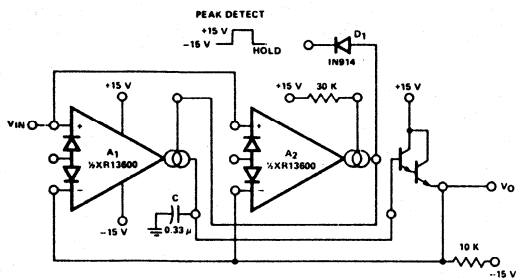 PEAK DETECT
+15 V
−15 V
HOLD
D1
IN914
+15 V
+15 V
30 K
+15 V
VIN
+
+
A1
½XR13600
A2
½XR13600
−
−
C
0.33 μ
−15 V
VO
10 K
−15 V